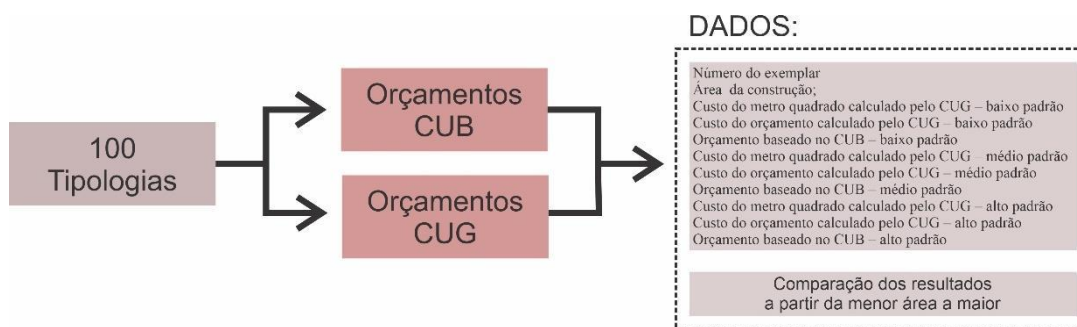 DADOS:
100
Tipologias
Orçamentos
CUB
Orçamentos
CUG
Número do exemplar
Área da construção;
Custo do metro quadrado calculado pelo CUG – baixo padrão
Custo do orçamento calculado pelo CUG – baixo padrão
Orçamento baseado no CUB – baixo padrão
Custo do metro quadrado calculado pelo CUG – médio padrão
Custo do orçamento calculado pelo CUG – médio padrão
Orçamento baseado no CUB – médio padrão
Custo do metro quadrado calculado pelo CUG – alto padrão
Custo do orçamento calculado pelo CUG – alto padrão
Orçamento baseado no CUB – alto padrão
Comparação dos resultados
a partir da menor área a maior